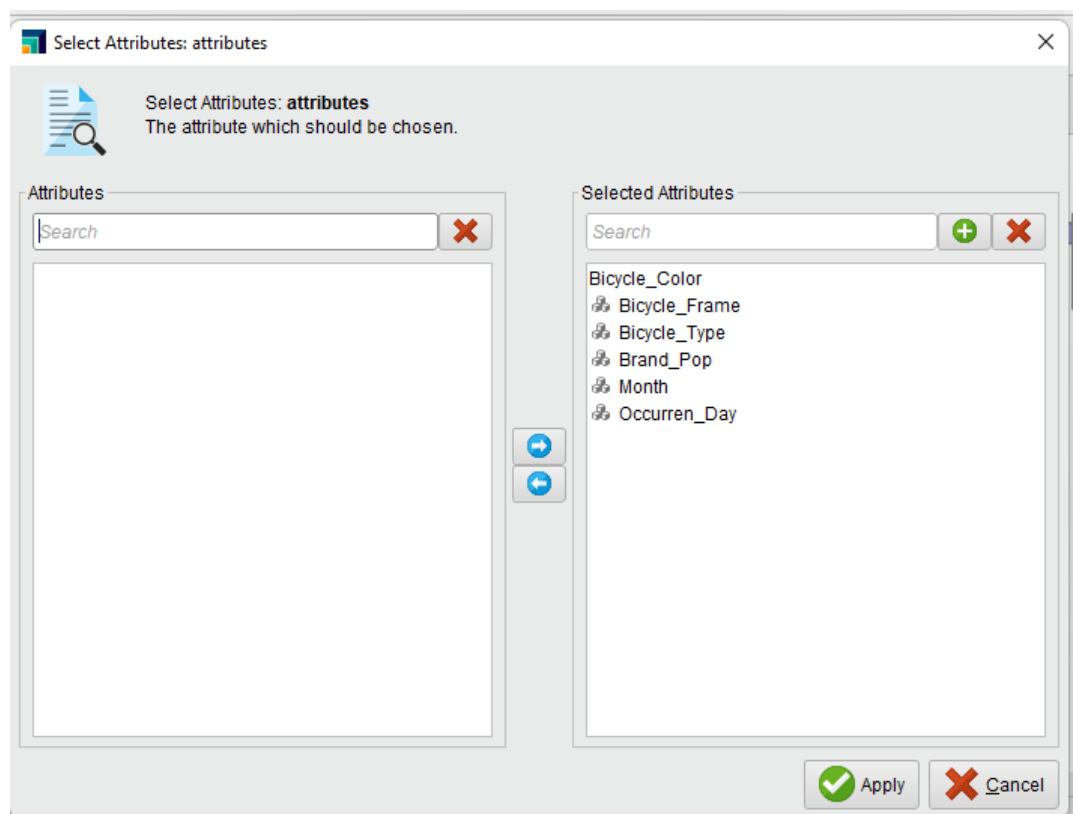 Select Attributes: attributes
Select Attributes: attributes
The attribute which should be chosen.
Attributes
Search
Selected Attributes
Search
Bicycle_Color
Bicycle_Frame
Bicycle_Type
Brand_Pop
Month
Occurren_Day
Apply
Cancel